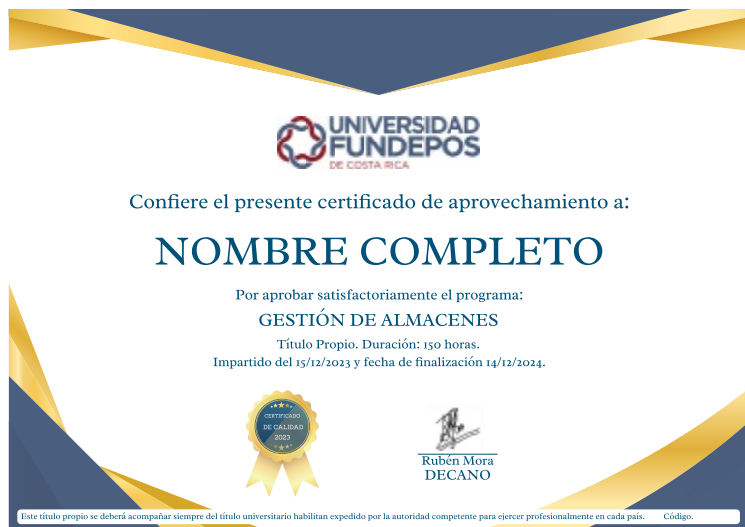 UNIVERSIDAD
FUNDEPOS
DE COSTA RICA
Confiere el presente certificado de aprovechamiento a:
NOMBRE COMPLETO
Por aprobar satisfactoriamente el programa:
GESTIÓN DE ALMACENES
Título Propio. Duración: 150 horas.
Impartido del 15/12/2023 y fecha de finalización 14/12/2024.
CERTIFICADO
DE CALIDAD
2023
Rubén Mora
DECANO
Este título propio se deberá acompañar siempre del título universitario habilitan expedido por la autoridad competente para ejercer profesionalmente en cada país. Código.